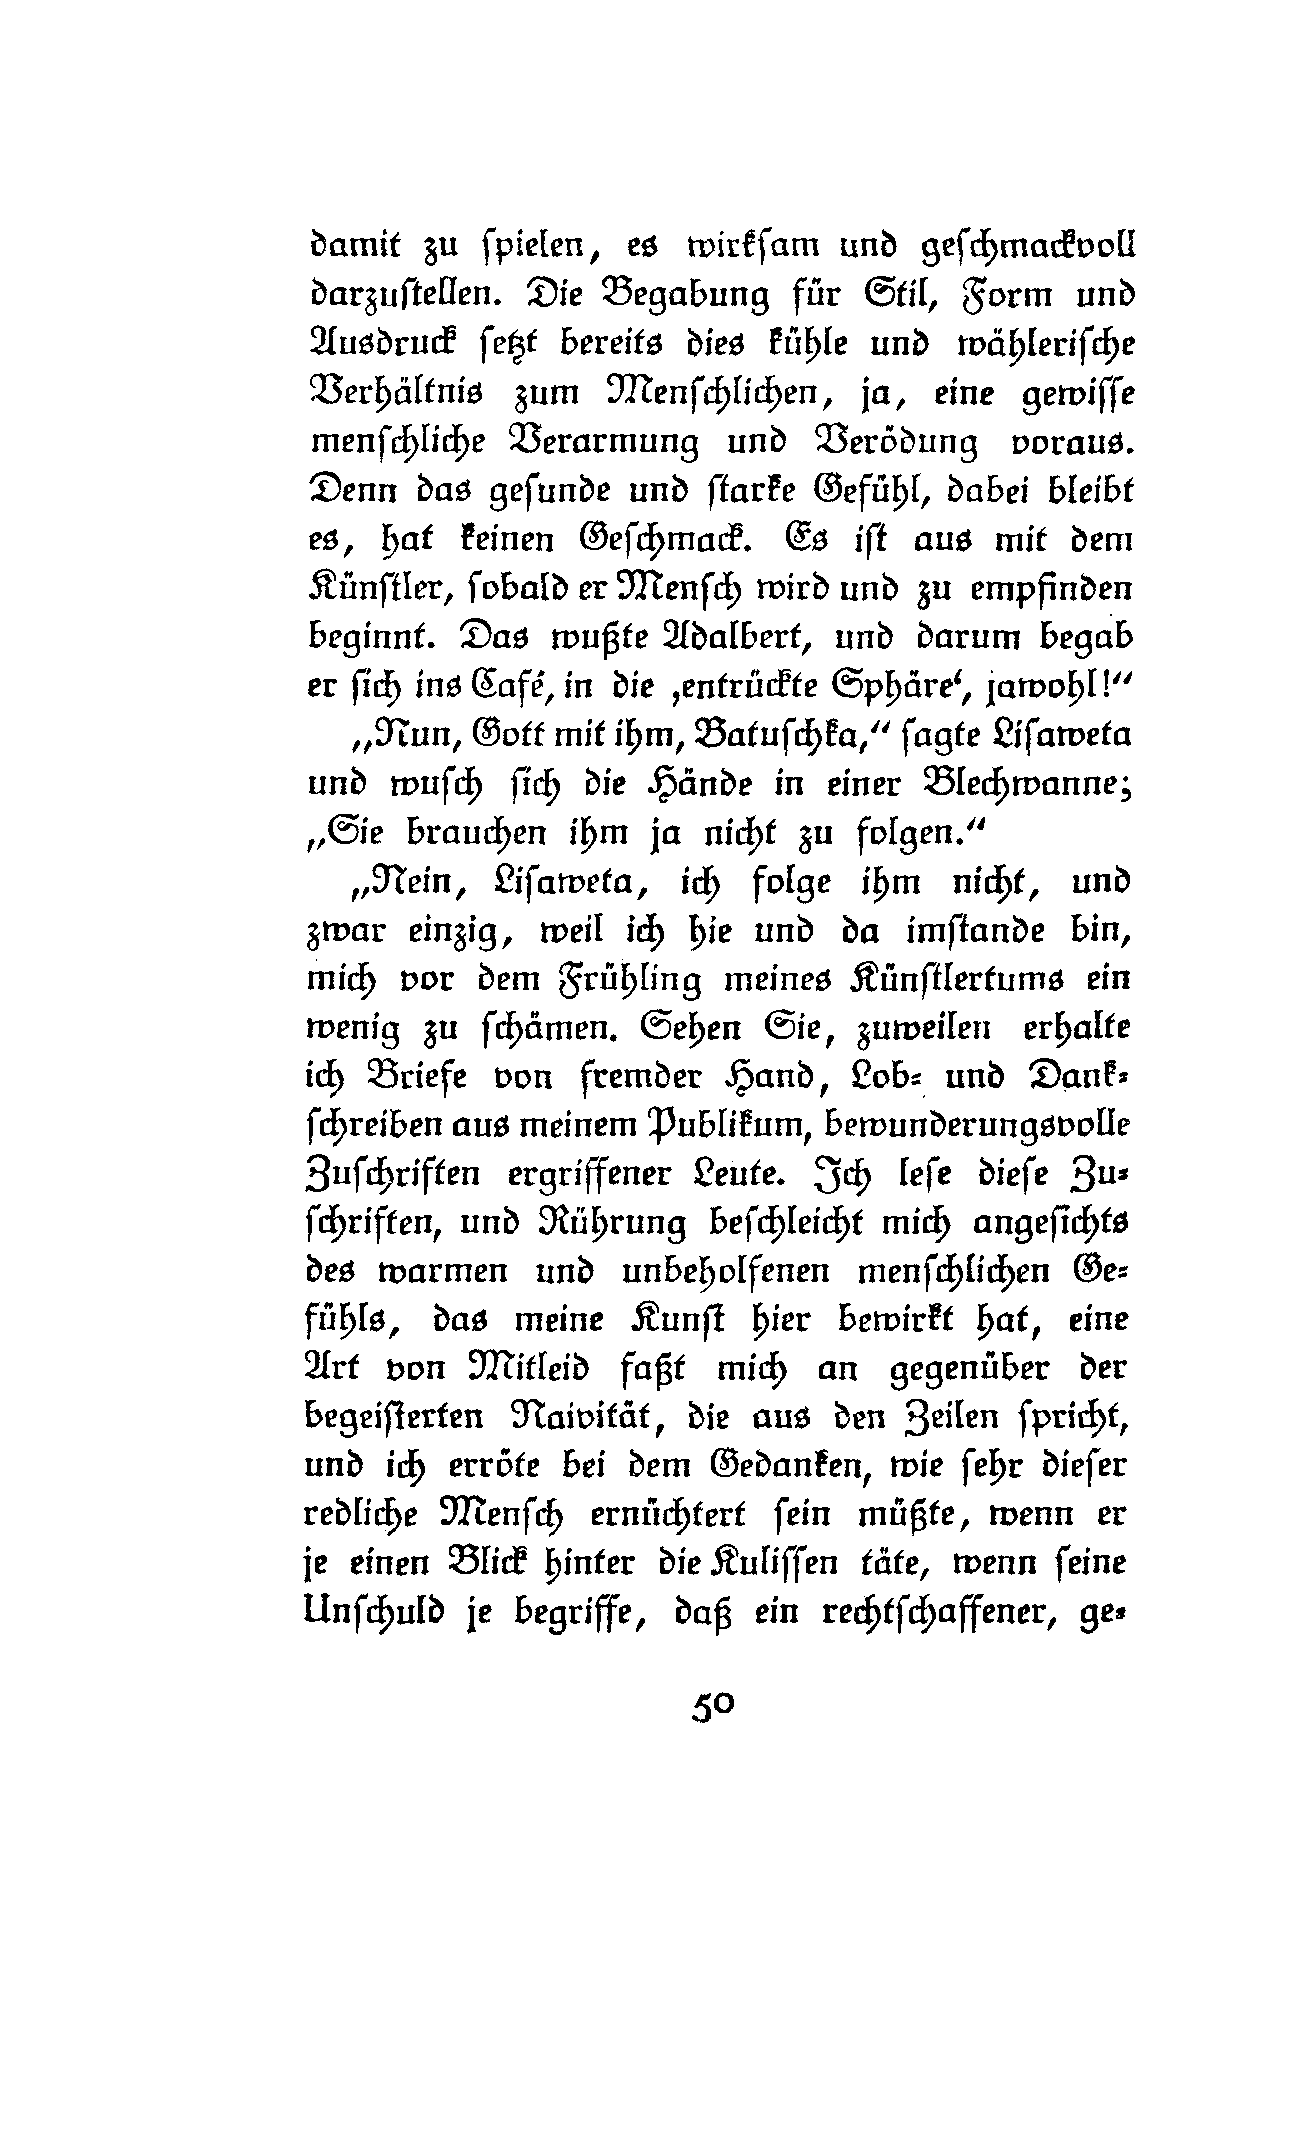 damit zu ſpielen, es wirkſam und geſchmackvoll
darzuſtellen. Die Begabung für Stil, Form und
Ausdruck ſetzt bereits dies kühle und wähleriſche
Verhältnis zum Menſchlichen, ja, eine gewiſſe
menſchliche Verarmung und Verödung voraus.
Denn das geſunde und ſtarke Gefühl, dabei bleibt
es, hat keinen Geſchmack. Es iſt aus mit dem
Künſtler, ſobald er Menſch wird und zu empfinden
beginnt. Das wußte Adalbert, und darum begab
er ſich ins Café, in die ‚entrückte Sphäre‘, jawohl!“
„Nun, Gott mit ihm, Batuſchka,“ ſagte Liſaweta
und wuſch ſich die Hände in einer Blechwanne;
„Sie brauchen ihm ja nicht zu folgen.“
„Nein, Liſaweta, ich folge ihm nicht, und
zwar einzig, weil ich hie und da imſtande bin,
mich vor dem Frühling meines Künſtlertums ein
wenig zu ſchämen. Sehen Sie, zuweilen erhalte
ich Briefe von fremder Hand, Lob⸗ und Dank⸗
ſchreiben aus meinem Publikum, bewunderungsvolle
Zuſchriften ergriffener Leute. Ich leſe dieſe Zu⸗
ſchriften, und Rührung beſchleicht mich angeſichts
des warmen und unbeholfenen menſchlichen Ge⸗
fühls, das meine Kunſt hier bewirkt hat, eine
Art von Mitleid faßt mich an gegenüber der
begeiſterten Naivität, die aus den Zeilen ſpricht,
und ich erröte bei dem Gedanken, wie ſehr dieſer
redliche Menſch ernüchtert ſein müßte, wenn er
je einen Blick hinter die Kuliſſen täte, wenn ſeine
Unſchuld je begriffe, daß ein rechtſchaffener, ge⸗
50